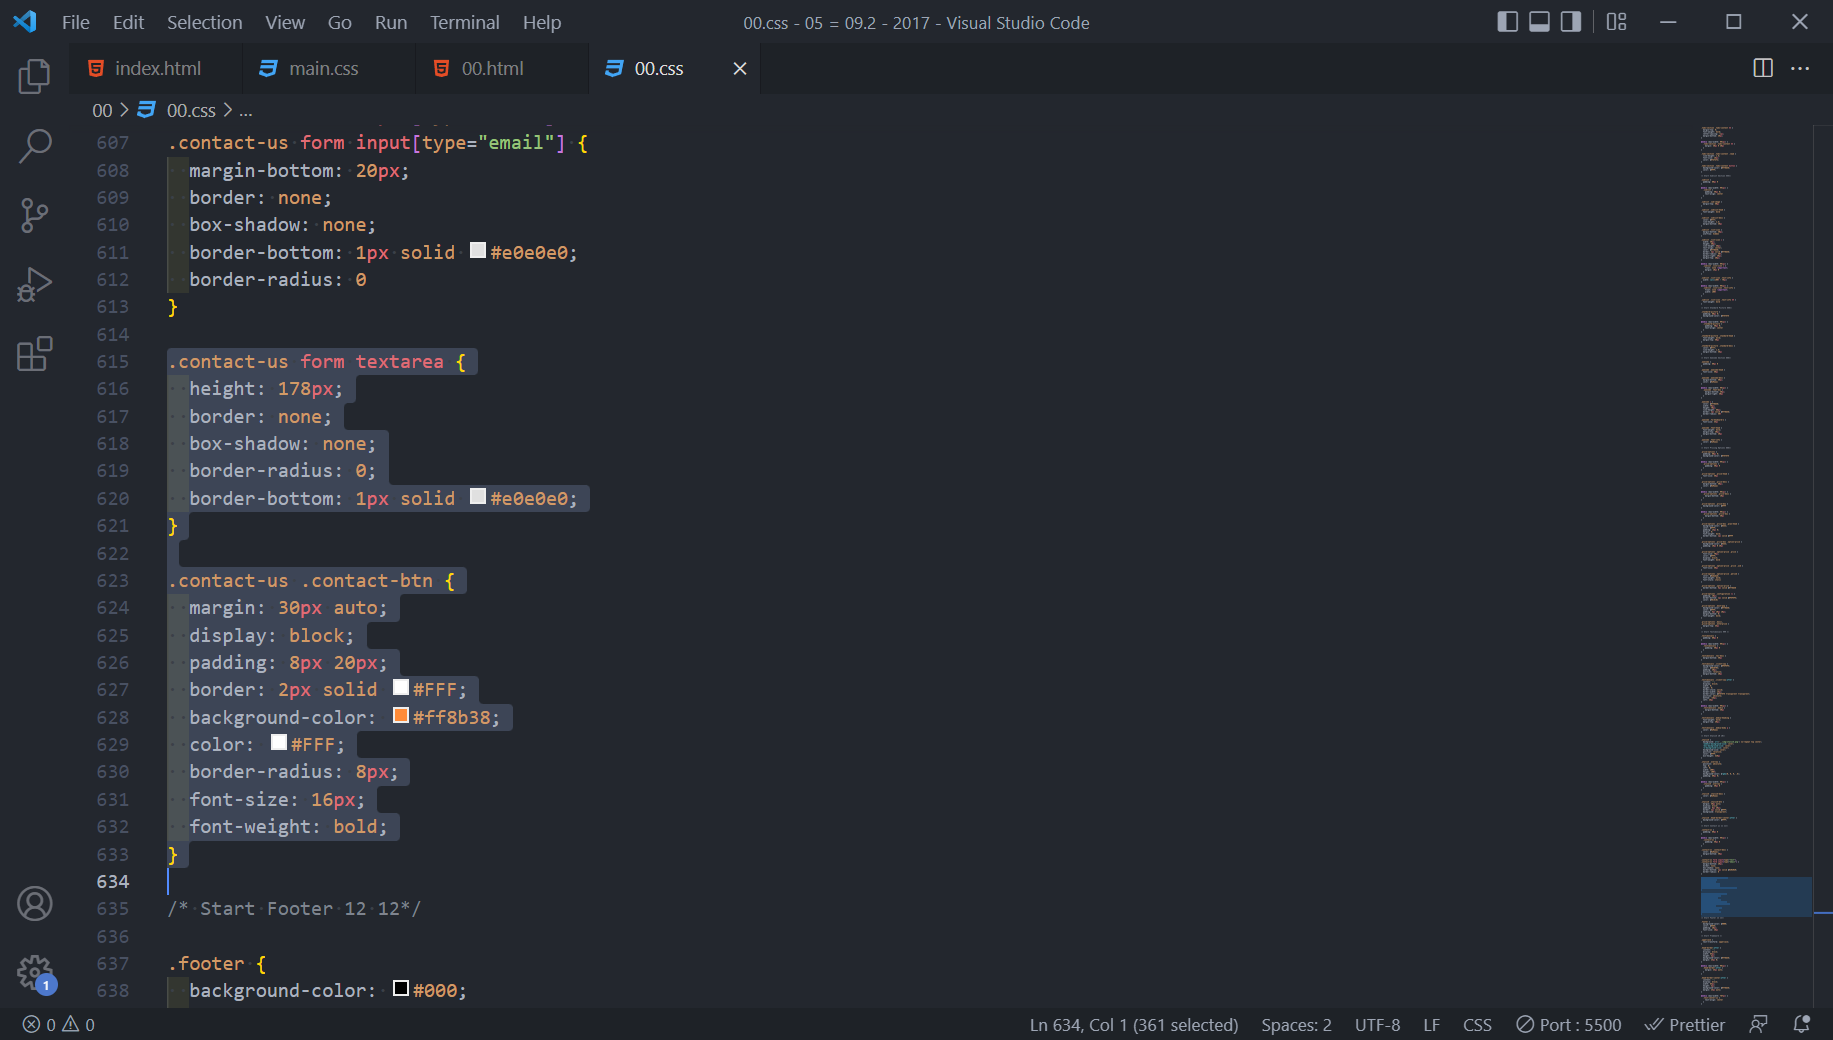 File Edit Selection View Go Run Terminal Help 00.css - 05 = 09.2 - 2017 - Visual Studio Code
index.html main.css 00.html 00.css
00 > 00.css > ...
607 .contact-us form input[type="email"] {
608 margin-bottom: 20px;
609 border: none;
610 box-shadow: none;
611 border-bottom: 1px solid #e0e0e0;
612 border-radius: 0
613 }
614
615 .contact-us form textarea {
616 height: 178px;
617 border: none;
618 box-shadow: none;
619 border-radius: 0;
620 border-bottom: 1px solid #e0e0e0;
621 }
622
623 .contact-us .contact-btn {
624 margin: 30px auto;
625 display: block;
626 padding: 8px 20px;
627 border: 2px solid #FFF;
628 background-color: #ff8b38;
629 color: #FFF;
630 border-radius: 8px;
631 font-size: 16px;
632 font-weight: bold;
633 }
634
635 /* Start Footer 12 12*/
636
637 .footer {
638 background-color: #000;
1
0 0 Ln 634, Col 1 (361 selected) Spaces: 2 UTF-8 LF CSS Port : 5500 Prettier